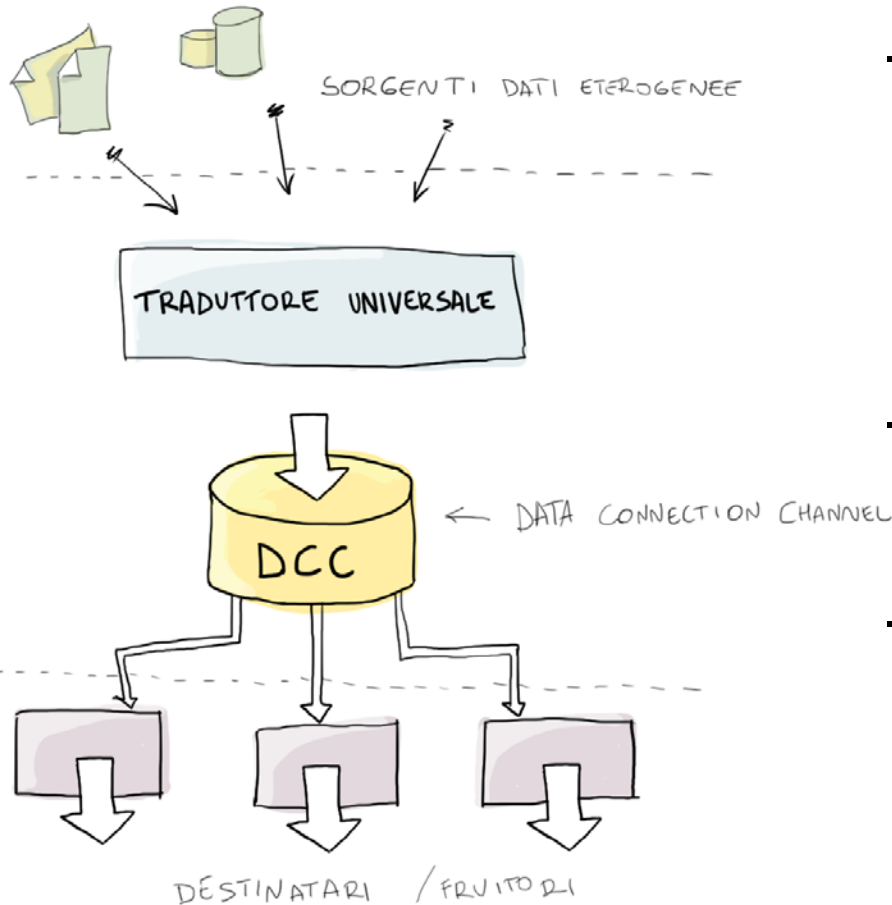 SORGENTI DATI ETEROGENEE
TRADUTTORE UNIVERSALE
DCC
← DATA CONNECTION CHANNEL
DESTINATARI / FRUITORI